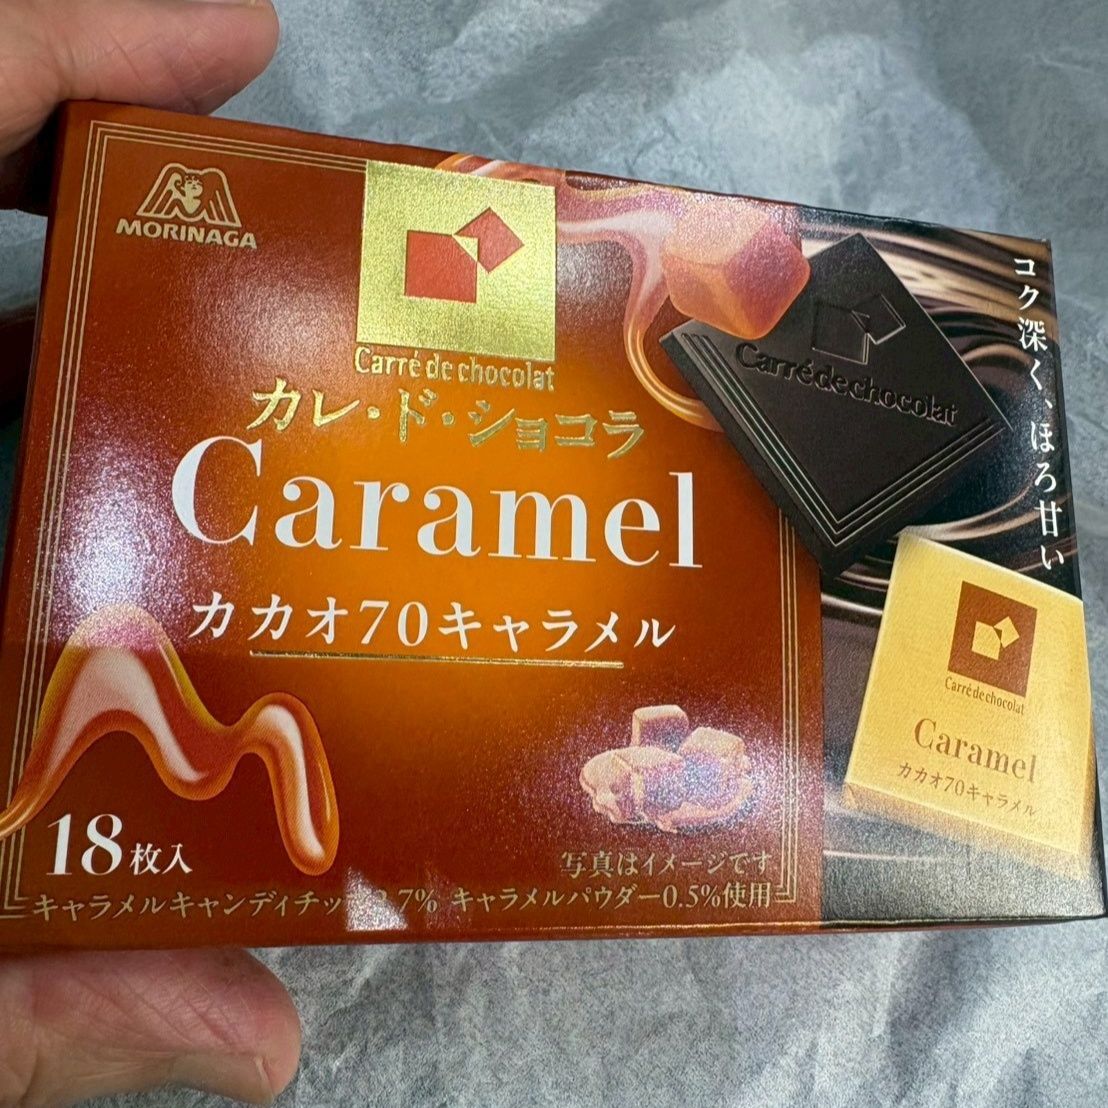 MORINAGA
Carré de chocolat
カレ・ド・ショコラ
Caramel
カカオ70キャラメル
18枚入
写真はイメージです
キャラメルキャンディチッ 7% キャラメルパウダー0.5%使用
コク深く、ほろ甘い
Carré de chocolat
Carré de chocolat
Caramel
カカオ70キャラメル